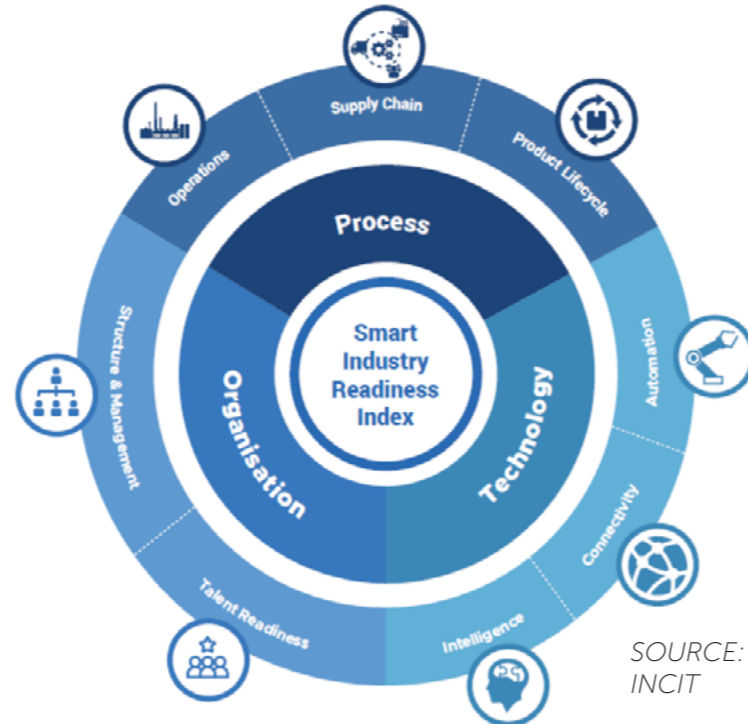 Supply Chain
Operations
Product Lifecycle
Process
Smart
Industry
Readiness
Index
Structure & Management
Organisation
Technology
Automation
Connectivity
Talent Readiness
Intelligence
SOURCE:
INCIT